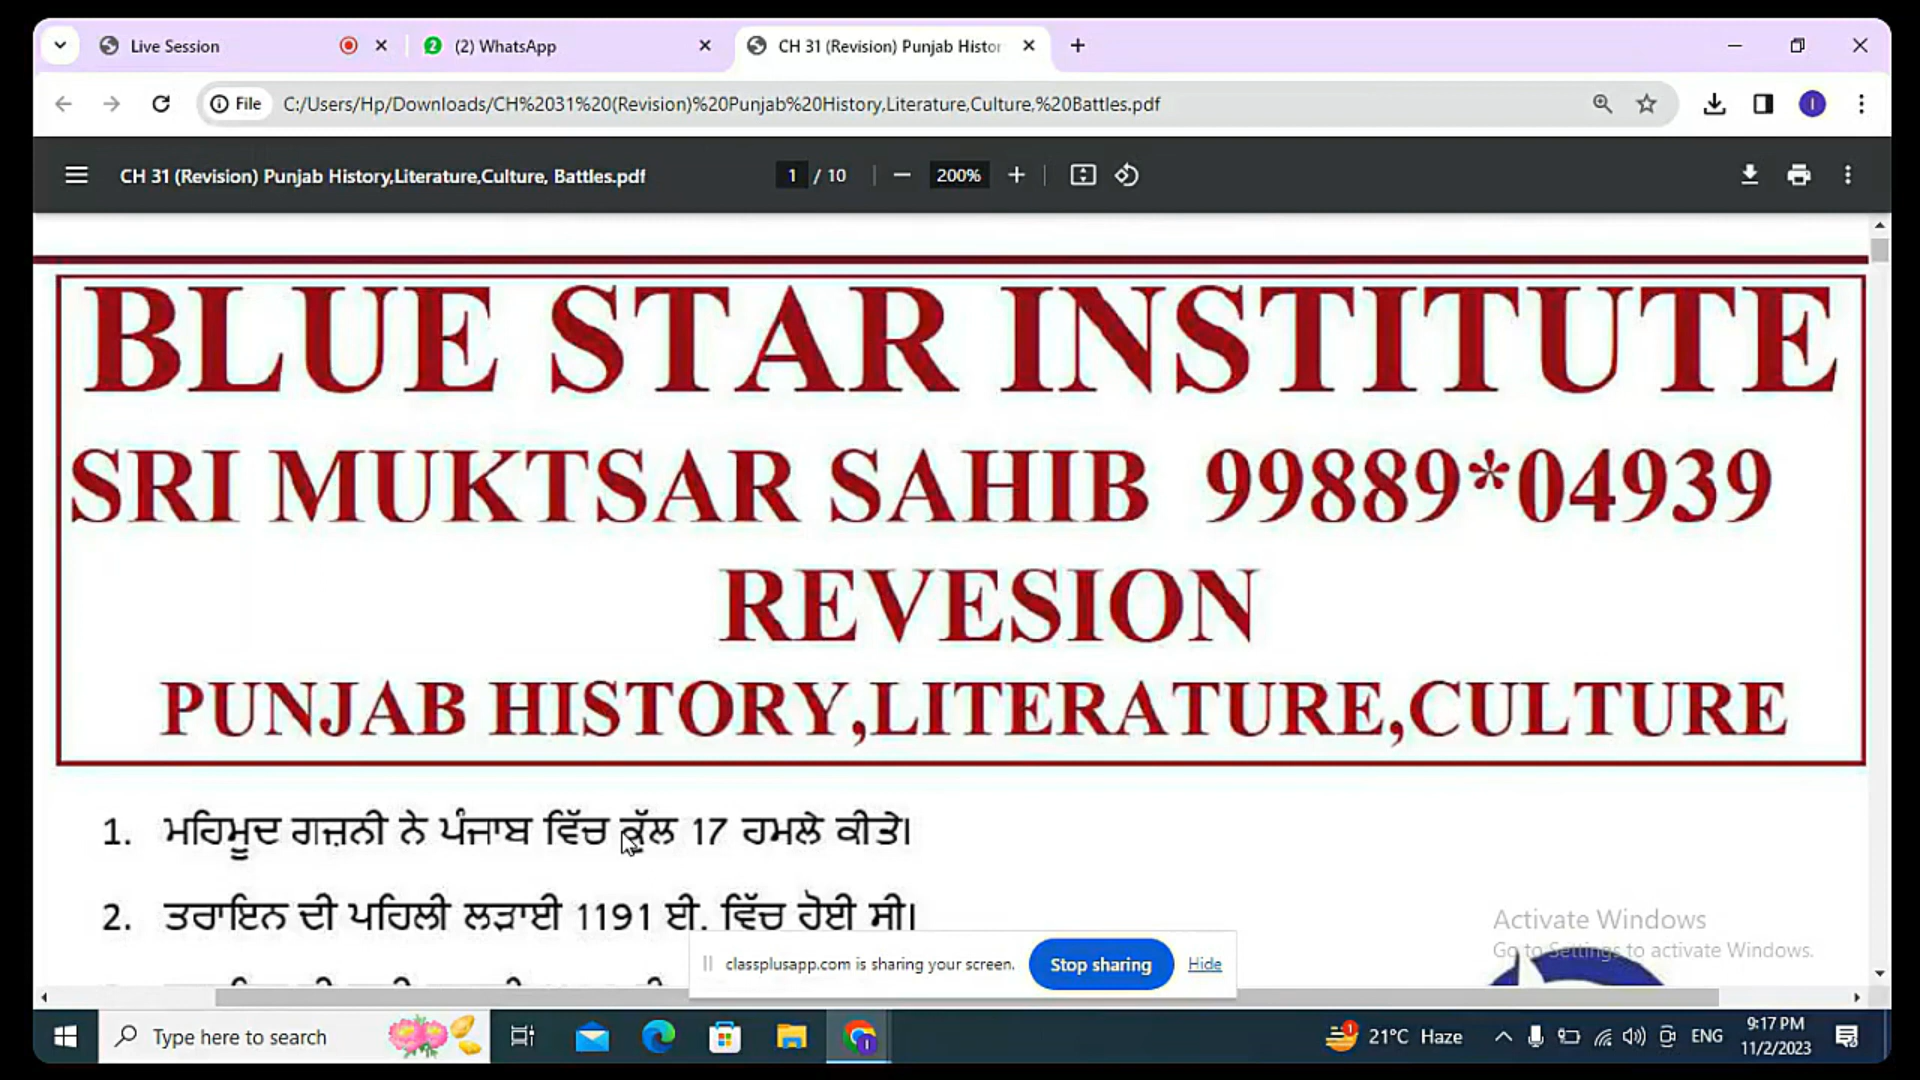 Live Session
2 (2) WhatsApp
CH 31 (Revision) Punjab Histor
File C:/Users/Hp/Downloads/CH%2031%20(Revision)%20Punjab%20History,Literature,Culture,%20Battles.pdf
I
CH 31 (Revision) Punjab History,Literature,Culture, Battles.pdf
1 / 10
200%
BLUE STAR INSTITUTE
SRI MUKTSAR SAHIB 99889*04939
REVESION
PUNJAB HISTORY,LITERATURE,CULTURE
1. ਮਹਿਮੂਦ ਗਜ਼ਨੀ ਨੇ ਪੰਜਾਬ ਵਿੱਚ ਕੁੱਲ 17 ਹਮਲੇ ਕੀਤੇ।
2. ਤਰਾਇਨ ਦੀ ਪਹਿਲੀ ਲੜਾਈ 1191 ਈ. ਵਿੱਚ ਹੋਈ ਸੀ।
Activate Windows
Go to Settings to activate Windows.
classplusapp.com is sharing your screen.
Stop sharing
Hide
Type here to search
1
21°C Haze
ENG
9:17 PM
11/2/2023